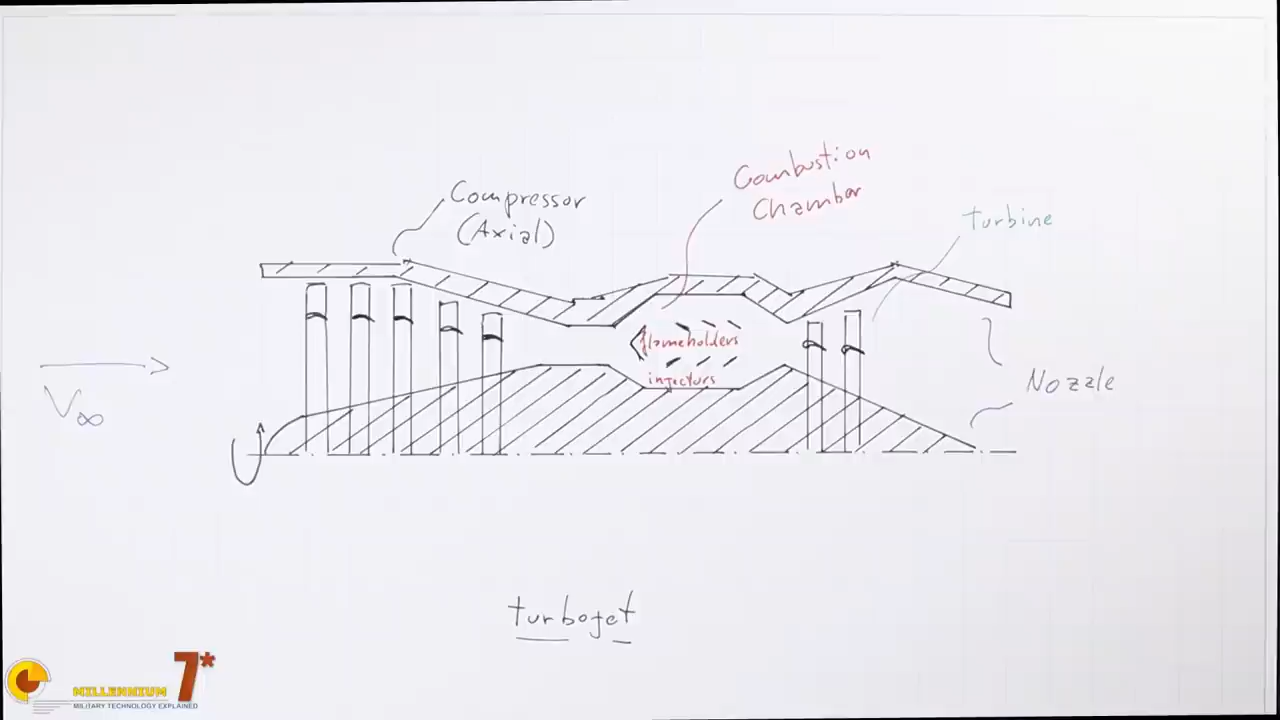 Compressor
(Axial)
Combustion
Chamber
turbine
flameholders
injectors
V∞
Nozzle
turbojet
7*
MILLENNIUM
MILITARY TECHNOLOGY EXPLAINED